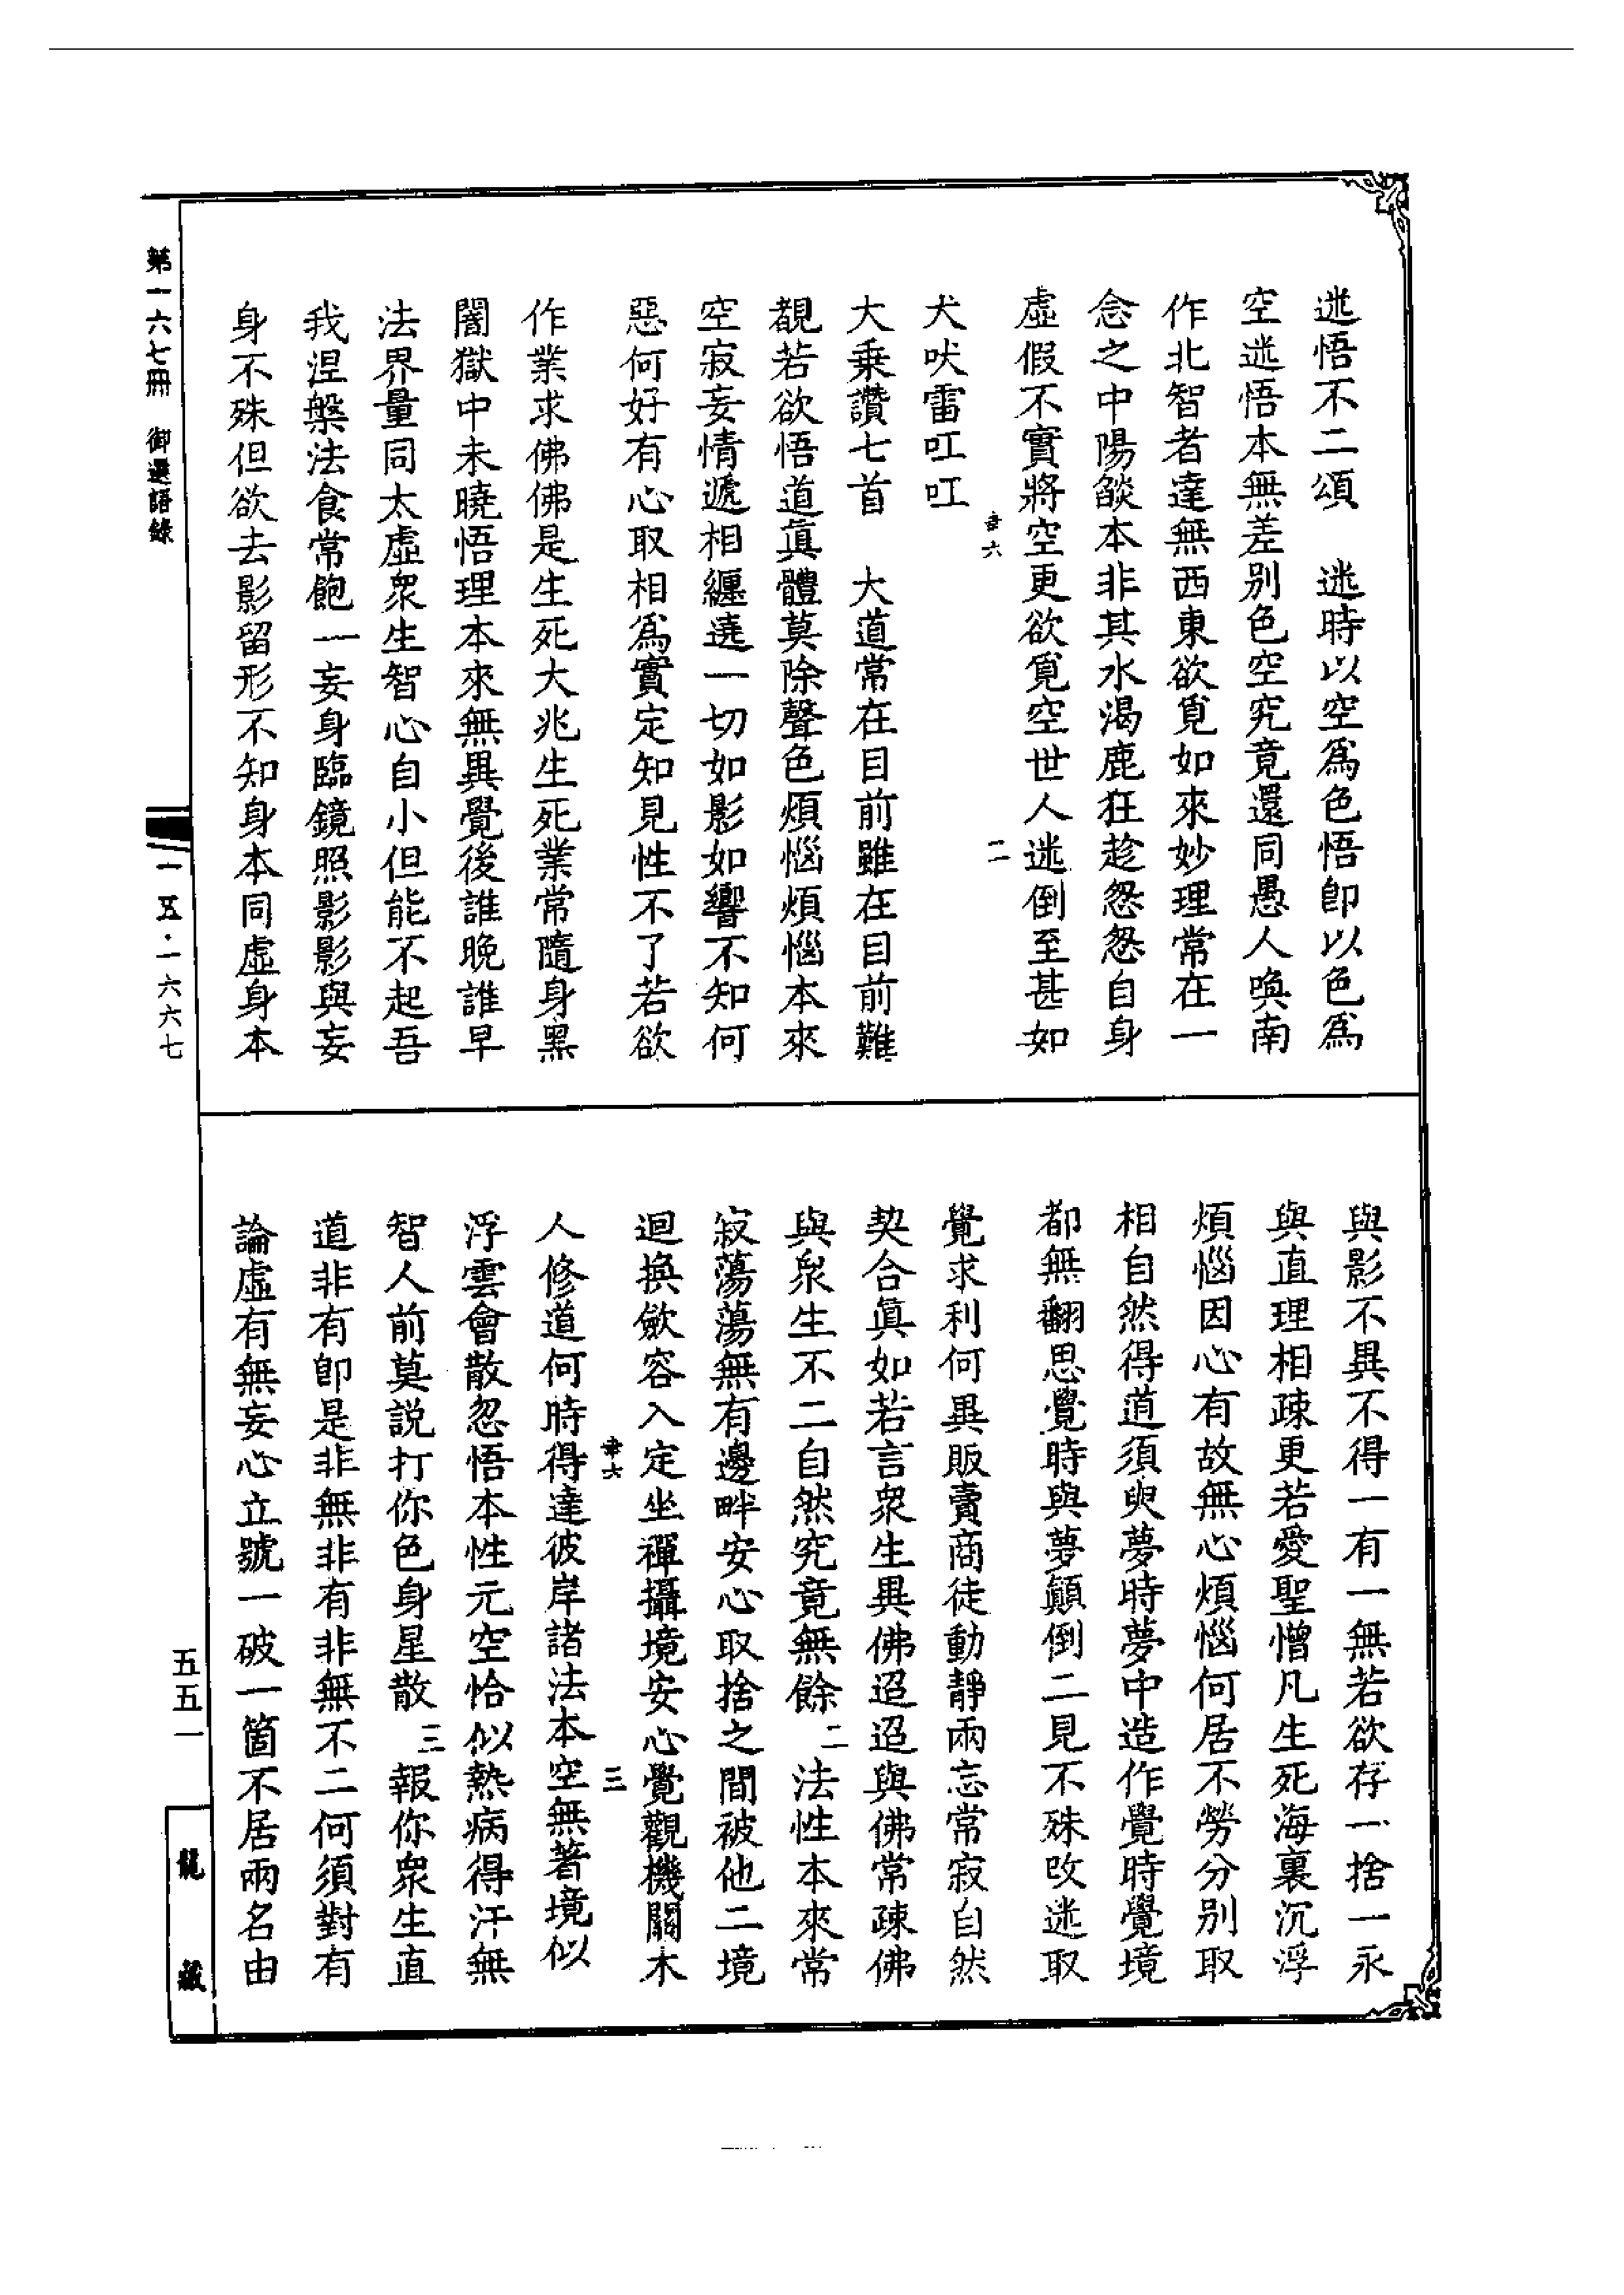 迷悟不二頌　迷時以空爲色悟卽以色爲
空迷悟本無差别色空究竟還同愚人喚南
作北智者達無西東欲覓如來妙理常在一
念之中陽燄本非其水渴鹿狂趁怱怱自身
虛假不實將空更欲覓空世人迷倒至甚如
二
犬吠雷叿叿
大乗讚七首　大道常在目前雖在目前難
覩若欲悟道眞體莫除聲色煩惱煩惱本來
空寂妄情遞相纒遶一切如影如響不知何
惡何好有心取相爲實定知見性不了若欲
作業求佛佛是生死大兆生死業常隨身黑
闇獄中未曉悟理本來無異覺後誰晚誰早
法界量同太虛衆生智心自小但能不起吾
我涅槃法食常飽一妄身臨鏡照影影與妄
身不殊但欲去影留形不知身本同虛身本
第一六七冊　御選語錄
一五·一六六七
與影不異不得一有一無若欲存一捨一永
與直理相疎更若愛聖憎凡生死海裏沉浮
煩惱因心有故無心煩惱何居不勞分别取
相自然得道須臾夢時夢中造作覺時覺境
都無翻思覺時與夢顚倒二見不殊改迷取
覺求利何異販賣商徒動靜兩忘常寂自然
契合眞如若言衆生異佛迢迢與佛常疎佛
與衆生不二自然究竟無餘二　法性本來常
寂蕩蕩無有邊畔安心取捨之間被他二境
迴換斂容入定坐禪攝境安心覺觀機關木
三
人修道何時得達彼岸諸法本空無著境似
浮雲會散忽悟本性元空恰似熱病得汗無
智人前莫説打你色身星散三　報你衆生直
道非有卽是非無非有非無不二何須對有
論虛有無妄心立號一破一箇不居兩名由
五五一
龍藏